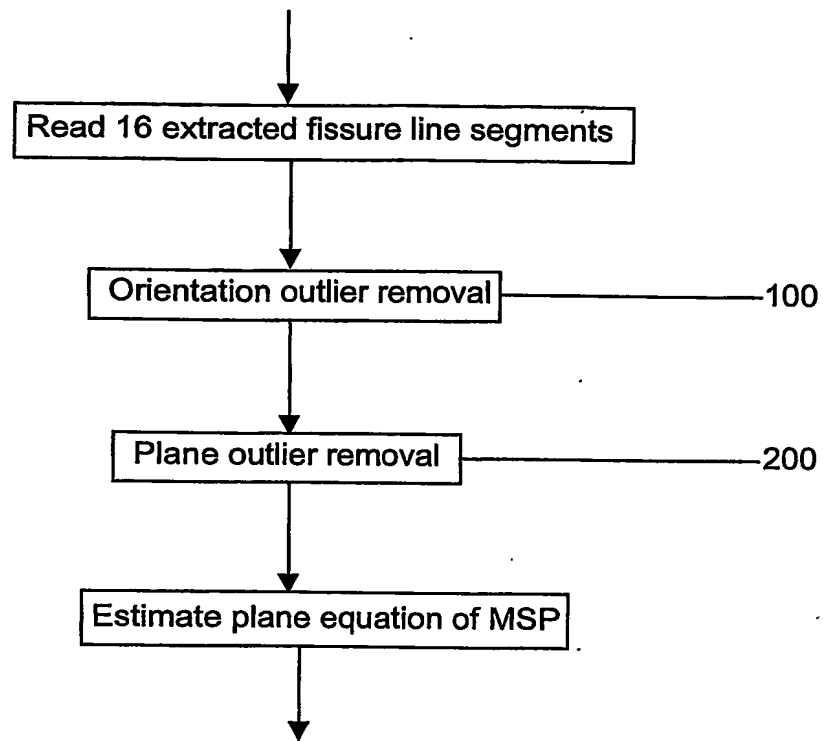 Read 16 extracted fissure line segments
Orientation outlier removal 100
Plane outlier removal 200
Estimate plane equation of MSP